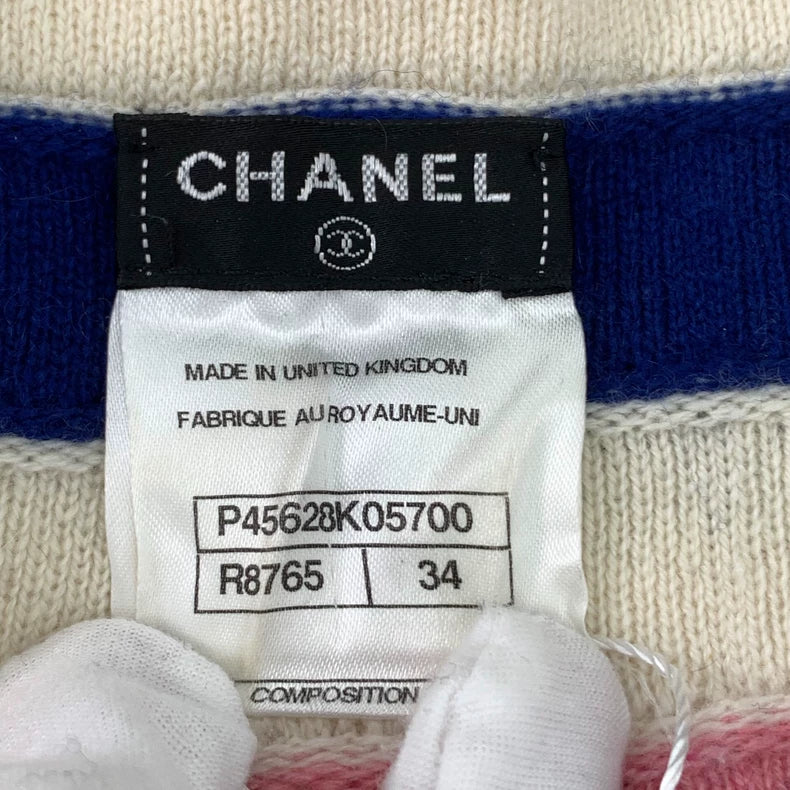 CHANEL
MADE IN UNITED KINGDOM
FABRIQUE AU ROYAUME-UNI
P45628K05700
R8765 34
COMPOSITION